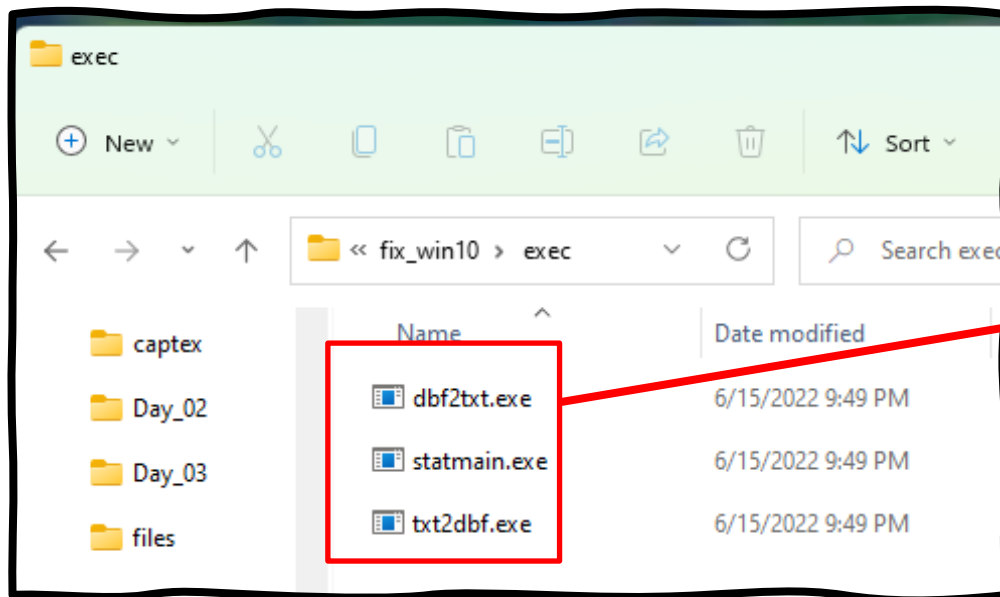 exec
New Sort
« fix_win10 > exec Search exec
Name Date modified
captex
dbf2txt.exe 6/15/2022 9:49 PM
Day_02
statmain.exe 6/15/2022 9:49 PM
Day_03
txt2dbf.exe 6/15/2022 9:49 PM
files